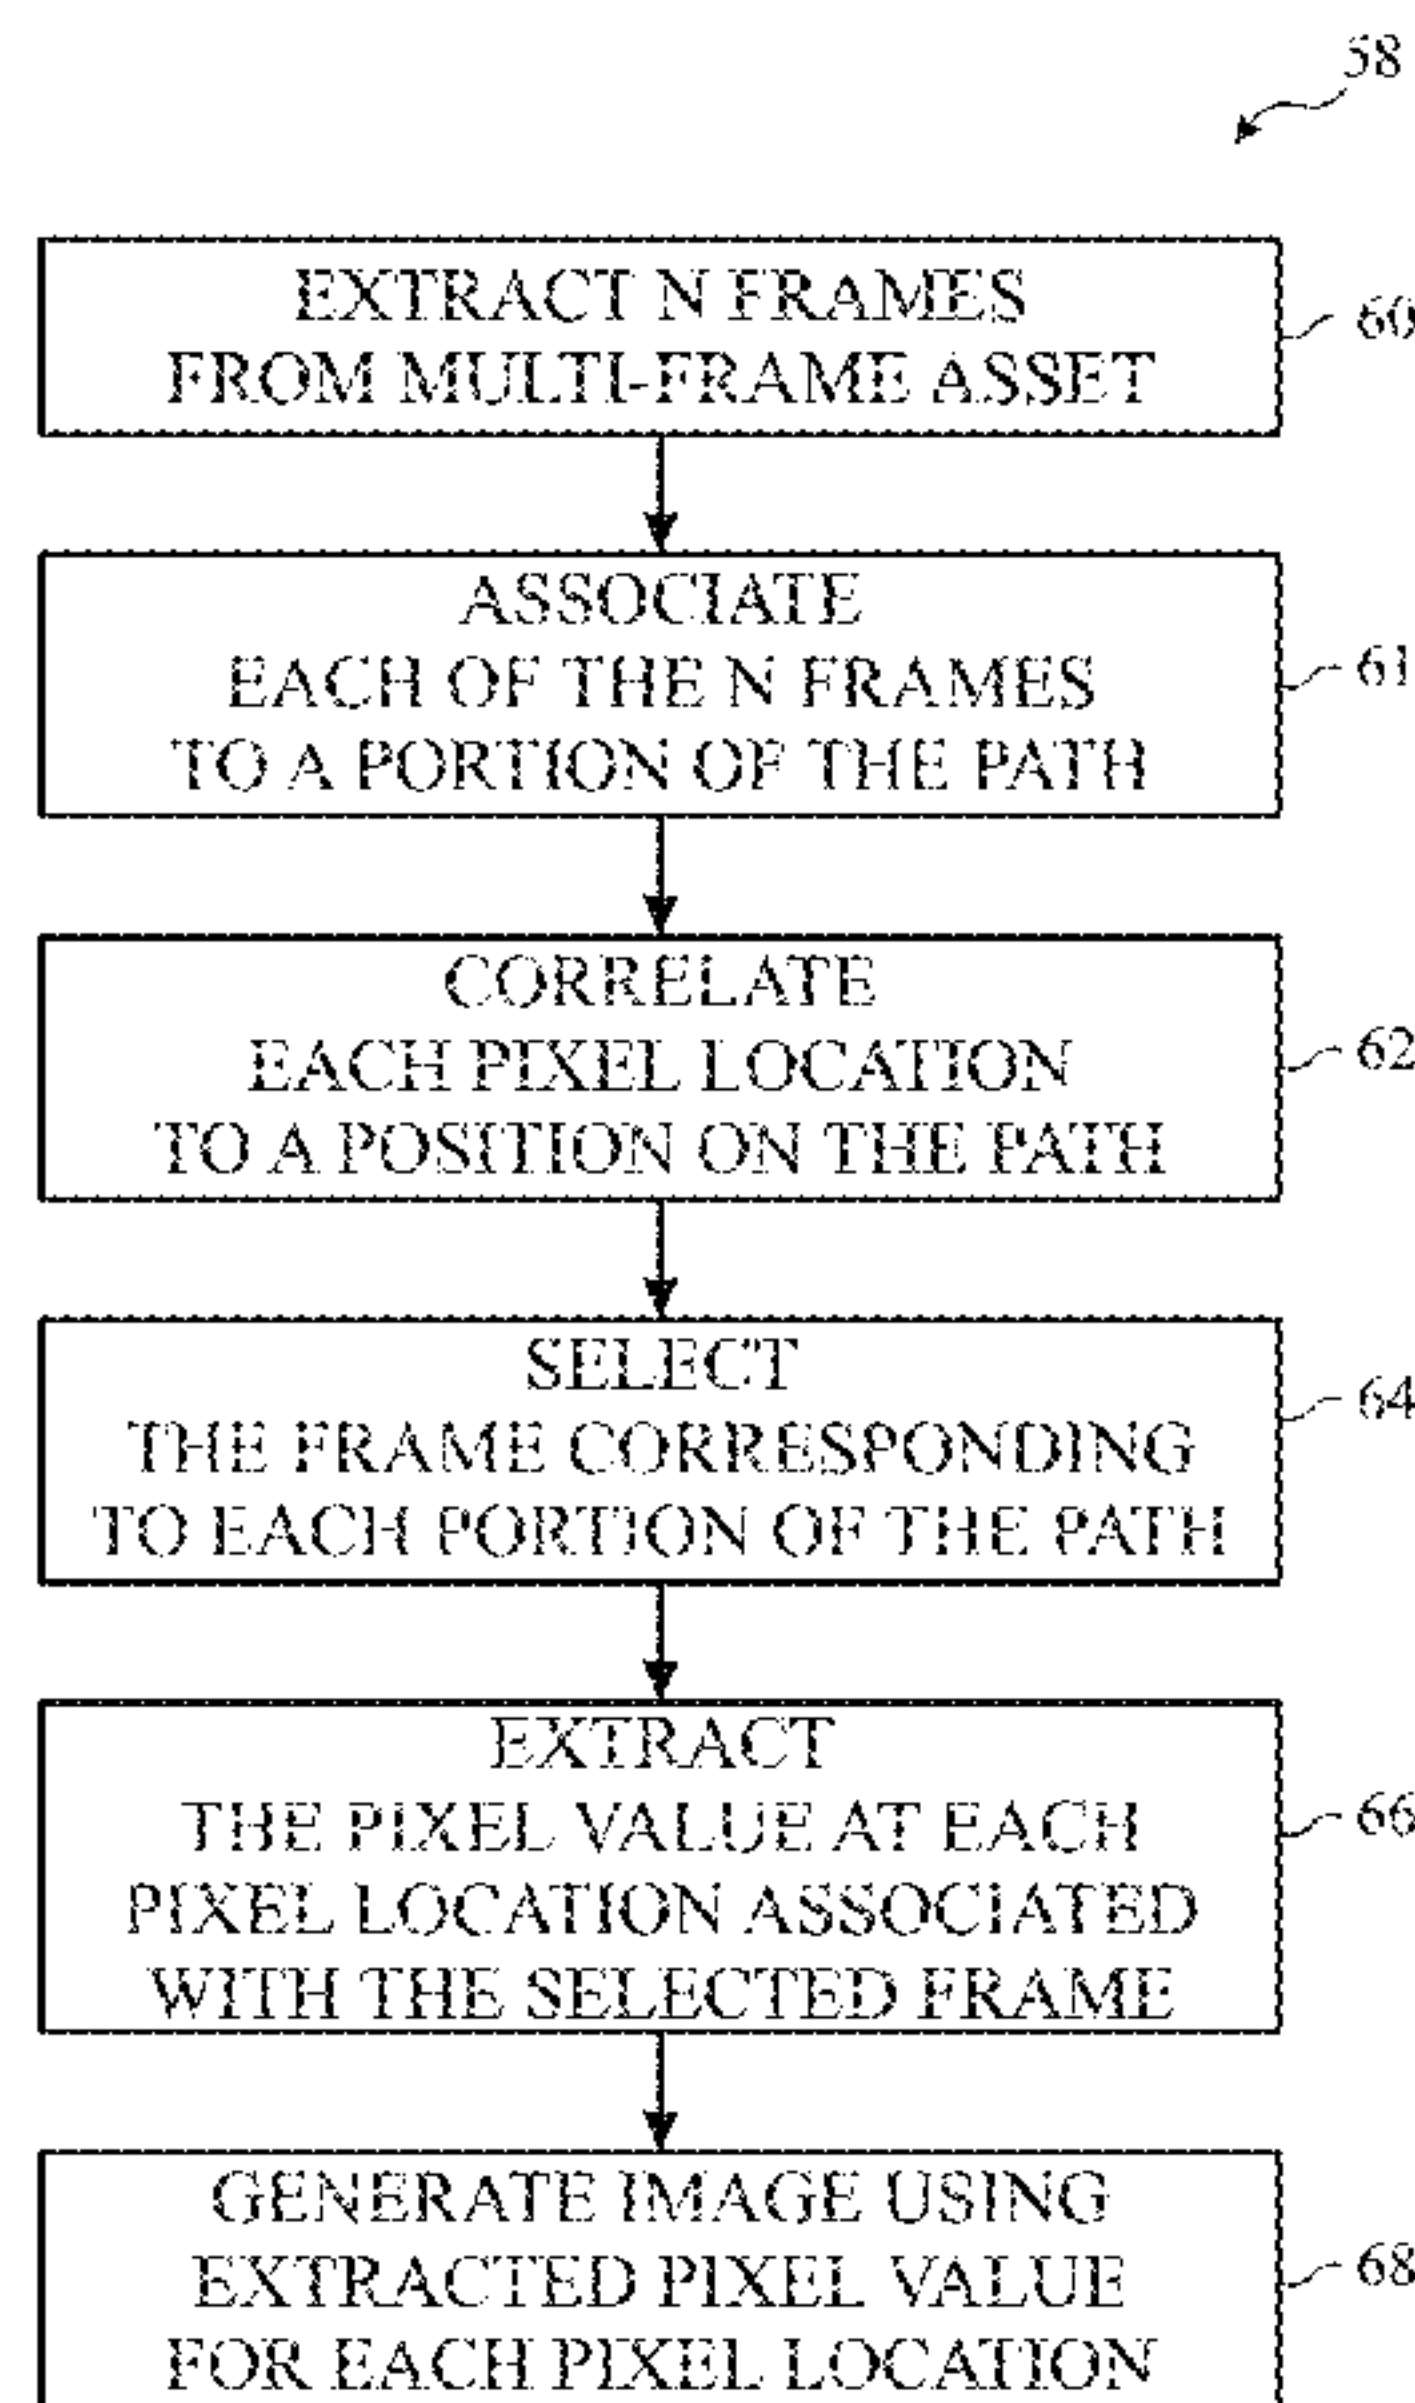 58
EXTRACT N FRAMES
FROM MULTI-FRAME ASSET
60
ASSOCIATE
EACH OF THE N FRAMES
TO A PORTION OF THE PATH
61
CORRELATE
EACH PIXEL LOCATION
TO A POSITION ON THE PATH
62
SELECT
THE FRAME CORRESPONDING
TO EACH PORTION OF THE PATH
64
EXTRACT
THE PIXEL VALUE AT EACH
PIXEL LOCATION ASSOCIATED
WITH THE SELECTED FRAME
66
GENERATE IMAGE USING
EXTRACTED PIXEL VALUE
FOR EACH PIXEL LOCATION
68